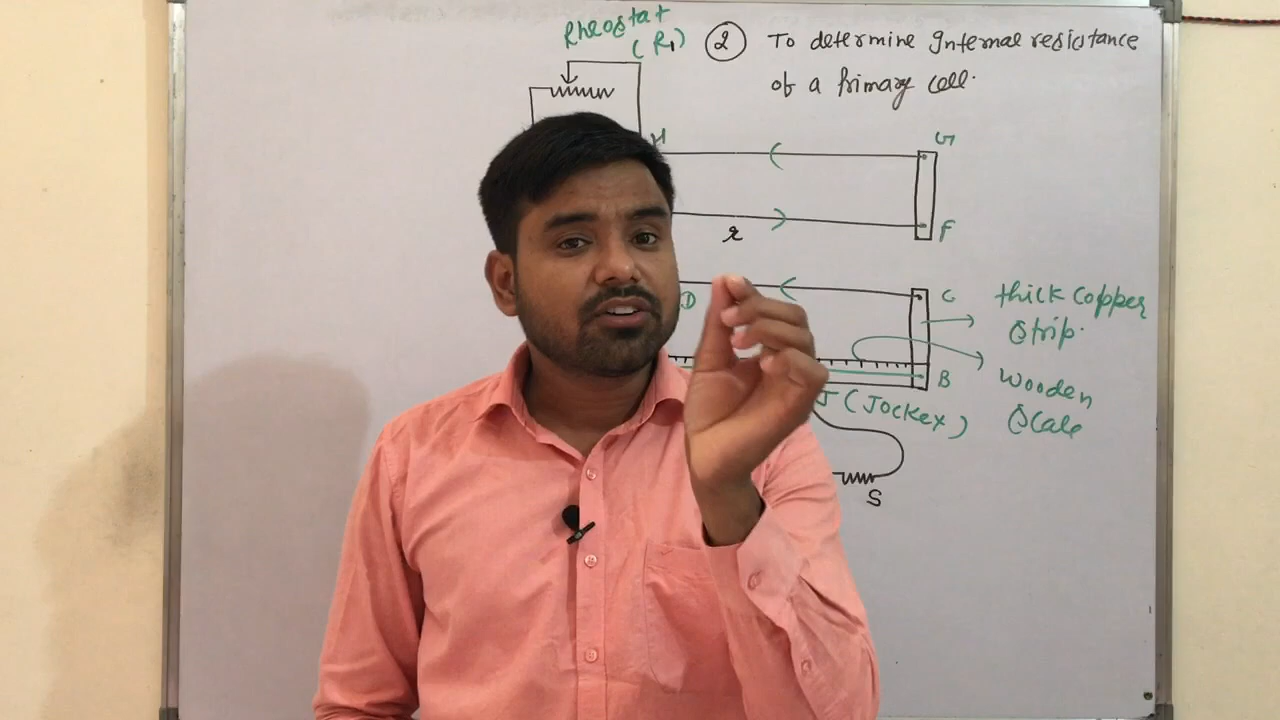 Rheostat
(R1)
② To determine Internal resistance
of a Primary cell.
H
G
F
r
D
C
thick Copper
Strip.
B
Wooden
Scale
J (Jockey)
S